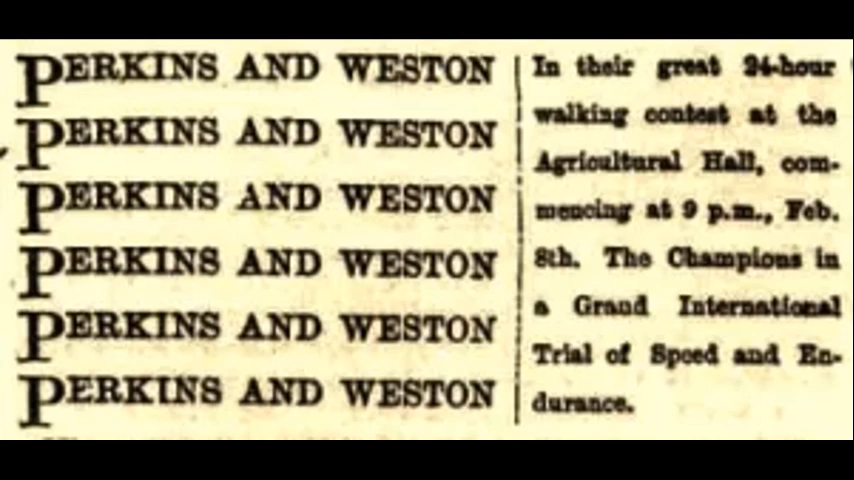 PERKINS AND WESTON
PERKINS AND WESTON
PERKINS AND WESTON
PERKINS AND WESTON
PERKINS AND WESTON
PERKINS AND WESTON
In their great 24-hour
walking contest at the
Agricultural Hall, com-
mencing at 9 p.m., Feb.
8th. The Champions in
a Grand International
Trial of Speed and En-
durance.